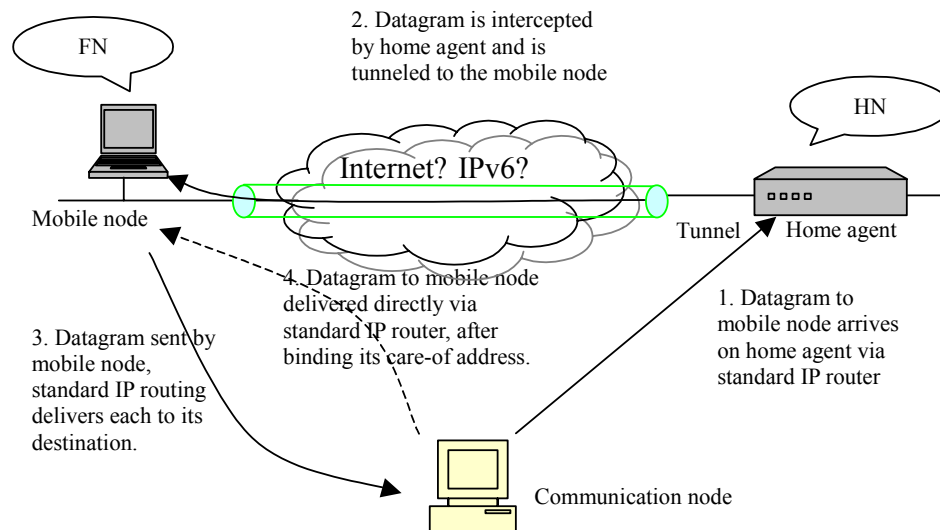 2. Datagram is intercepted
by home agent and is
tunneled to the mobile node
FN
HN
Internet? IPv6?
Mobile node
Tunnel
Home agent
4. Datagram to mobile node
delivered directly via
standard IP router, after
binding its care-of address.
1. Datagram to
mobile node arrives
on home agent via
standard IP router
3. Datagram sent by
mobile node,
standard IP routing
delivers each to its
destination.
Communication node